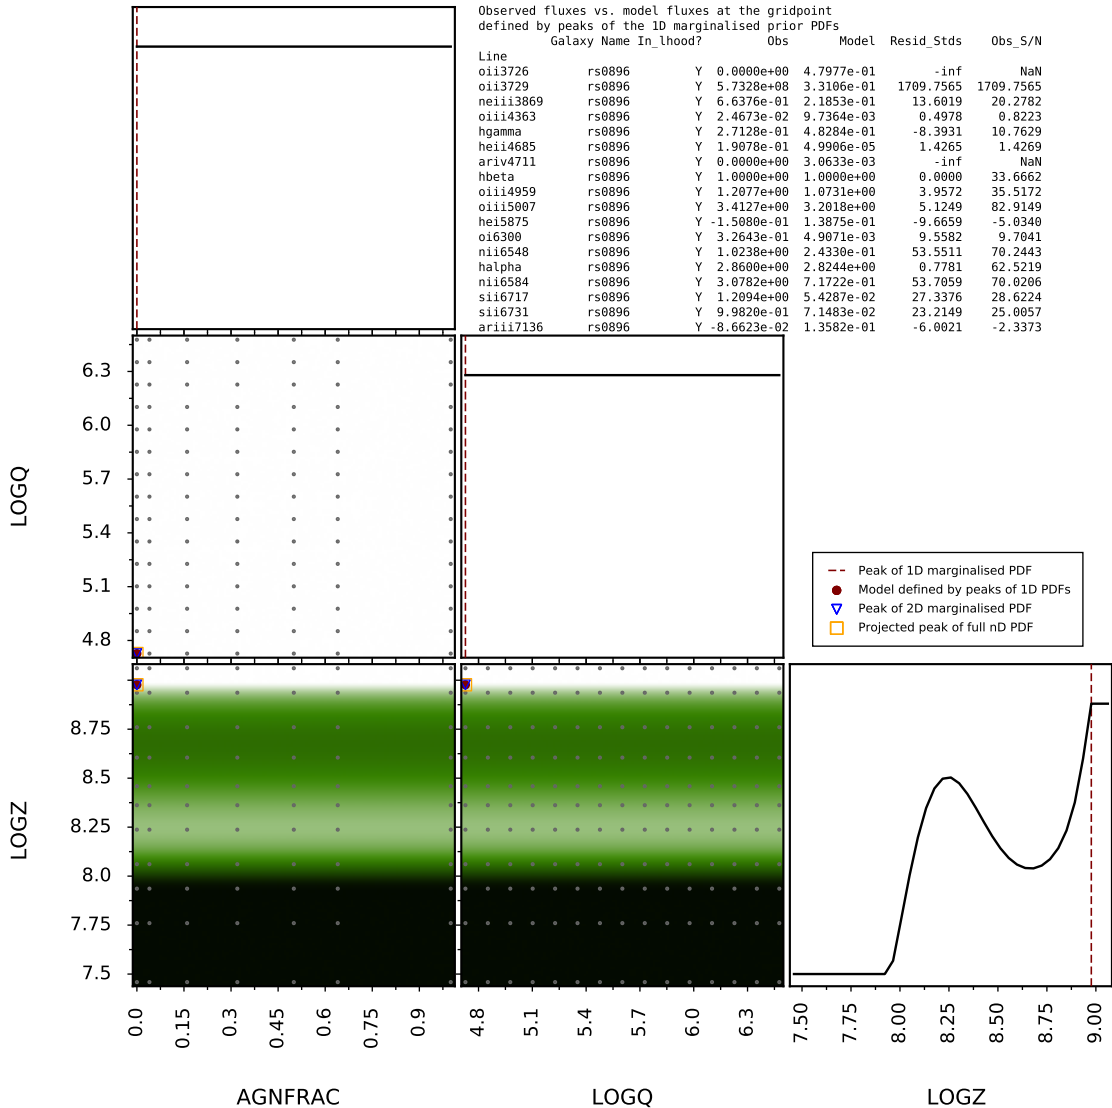 Observed fluxes vs. model fluxes at the gridpoint
defined by peaks of the 1D marginalised prior PDFs
Galaxy Name In_lhood? Obs Model Resid_Stds Obs_S/N
Line
oii3726 rs0896 Y 0.0000e+00 4.7977e-01 -inf NaN
oii3729 rs0896 Y 5.7328e+08 3.3106e-01 1709.7565 1709.7565
neiii3869 rs0896 Y 6.6376e-01 2.1853e-01 13.6019 20.2782
oiii4363 rs0896 Y 2.4673e-02 9.7364e-03 0.4978 0.8223
hgamma rs0896 Y 2.7128e-01 4.8284e-01 -8.3931 10.7629
heii4685 rs0896 Y 1.9078e-01 4.9906e-05 1.4265 1.4269
ariv4711 rs0896 Y 0.0000e+00 3.0633e-03 -inf NaN
hbeta rs0896 Y 1.0000e+00 1.0000e+00 0.0000 33.6662
oiii4959 rs0896 Y 1.2077e+00 1.0731e+00 3.9572 35.5172
oiii5007 rs0896 Y 3.4127e+00 3.2018e+00 5.1249 82.9149
hei5875 rs0896 Y -1.5080e-01 1.3875e-01 -9.6659 -5.0340
oi6300 rs0896 Y 3.2643e-01 4.9071e-03 9.5582 9.7041
nii6548 rs0896 Y 1.0238e+00 2.4330e-01 53.5511 70.2443
halpha rs0896 Y 2.8600e+00 2.8244e+00 0.7781 62.5219
nii6584 rs0896 Y 3.0782e+00 7.1722e-01 53.7059 70.0206
sii6717 rs0896 Y 1.2094e+00 5.4287e-02 27.3376 28.6224
sii6731 rs0896 Y 9.9820e-01 7.1483e-02 23.2149 25.0057
ariii7136 rs0896 Y -8.6623e-02 1.3582e-01 -6.0021 -2.3373
6.3
6.0
5.7
5.4
5.1
4.8
LOGQ
Peak of 1D marginalised PDF
Model defined by peaks of 1D PDFs
Peak of 2D marginalised PDF
Projected peak of full nD PDF
8.75
8.5
8.25
8.0
7.75
7.5
LOGZ
0.0 0.15 0.3 0.45 0.6 0.75 0.9
4.8 5.1 5.4 5.7 6.0 6.3
7.50 7.75 8.00 8.25 8.50 8.75 9.00
AGNFRAC LOGQ LOGZ